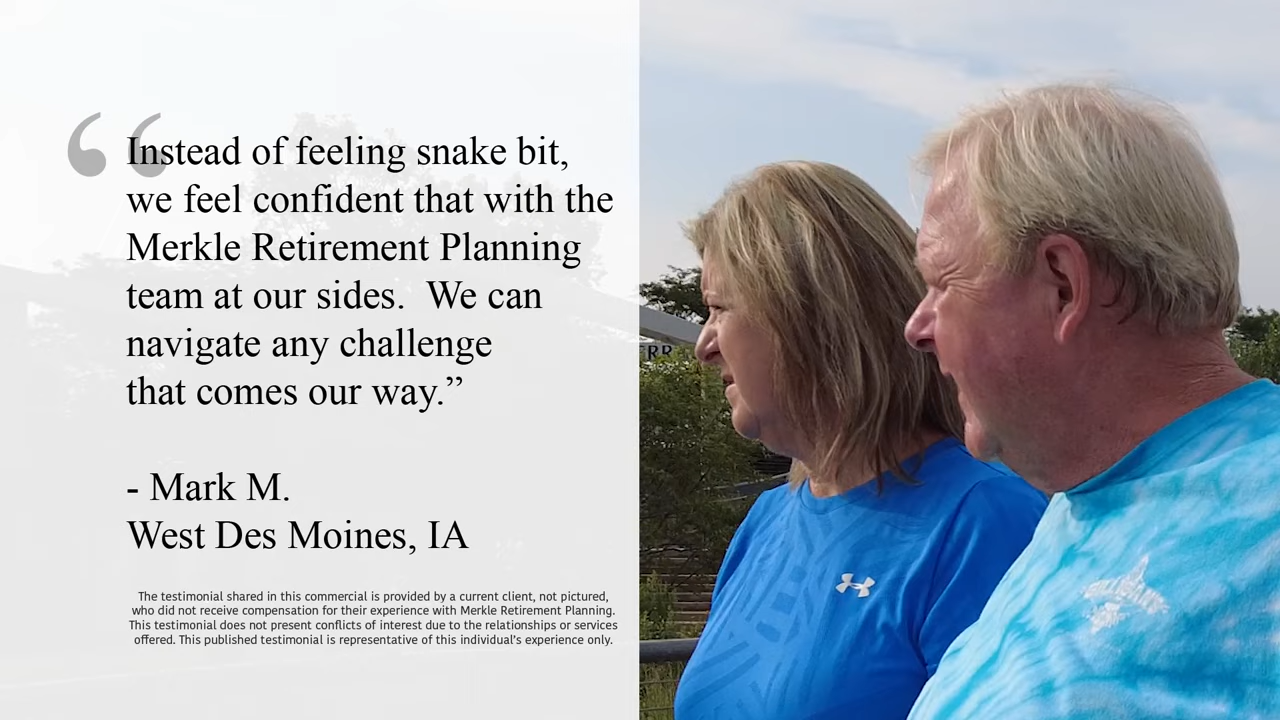 “Instead of feeling snake bit,
we feel confident that with the
Merkle Retirement Planning
team at our sides.  We can
navigate any challenge
that comes our way.”
- Mark M.
West Des Moines, IA
The testimonial shared in this commercial is provided by a current client, not pictured,
who did not receive compensation for their experience with Merkle Retirement Planning.
This testimonial does not present conflicts of interest due to the relationships or services
offered. This published testimonial is representative of this individual’s experience only.
ERR